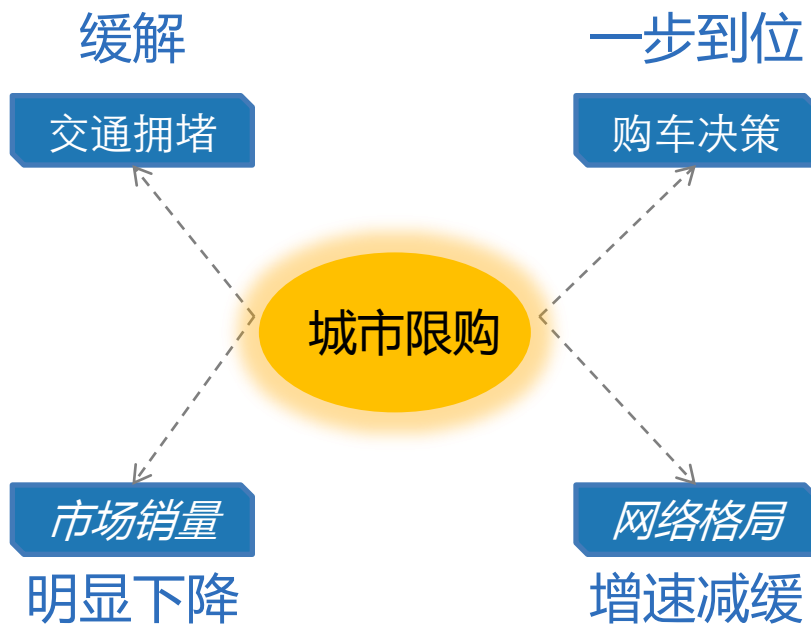 缓解
一步到位
交通拥堵
购车决策
城市限购
市场销量
网络格局
明显下降
增速减缓